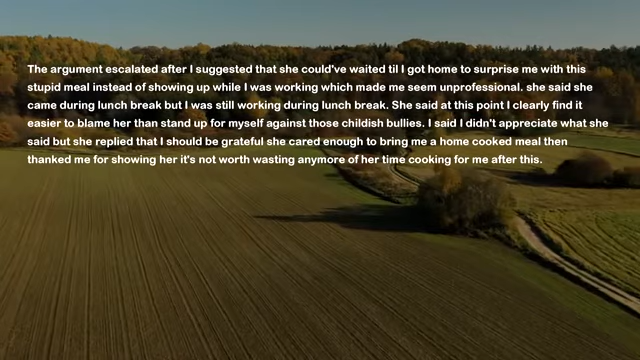 The argument escalated after I suggested that she could've waited til I got home to surprise me with this
stupid meal instead of showing up while I was working which made me seem unprofessional. she said she
came during lunch break but I was still working during lunch break. She said at this point I clearly find it
easier to blame her than stand up for myself against those childish bullies. I said I didn't appreciate what she
said but she replied that I should be grateful she cared enough to bring me a home cooked meal then
thanked me for showing her it's not worth wasting anymore of her time cooking for me after this.